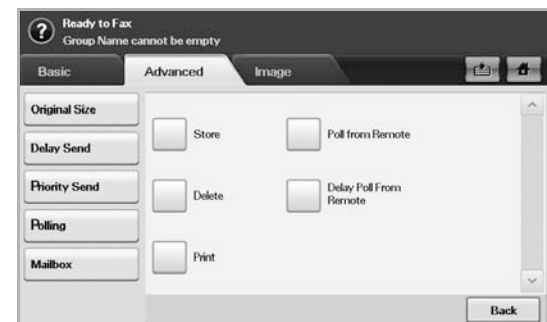 ?
Ready to Fax
Group Name cannot be empty
Basic
Advanced
Image
Original Size
Delay Send
Priority Send
Polling
Mailbox
Store
Poll from Remote
Delete
Delay Poll From
Remote
Print
Back